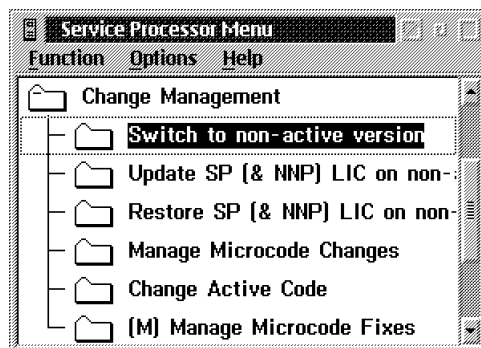 Service Processor Menu
Function Options Help
Change Management
Switch to non-active version
Update SP (& NNP) LIC on non-
Restore SP (& NNP) LIC on non-
Manage Microcode Changes
Change Active Code
(M) Manage Microcode Fixes